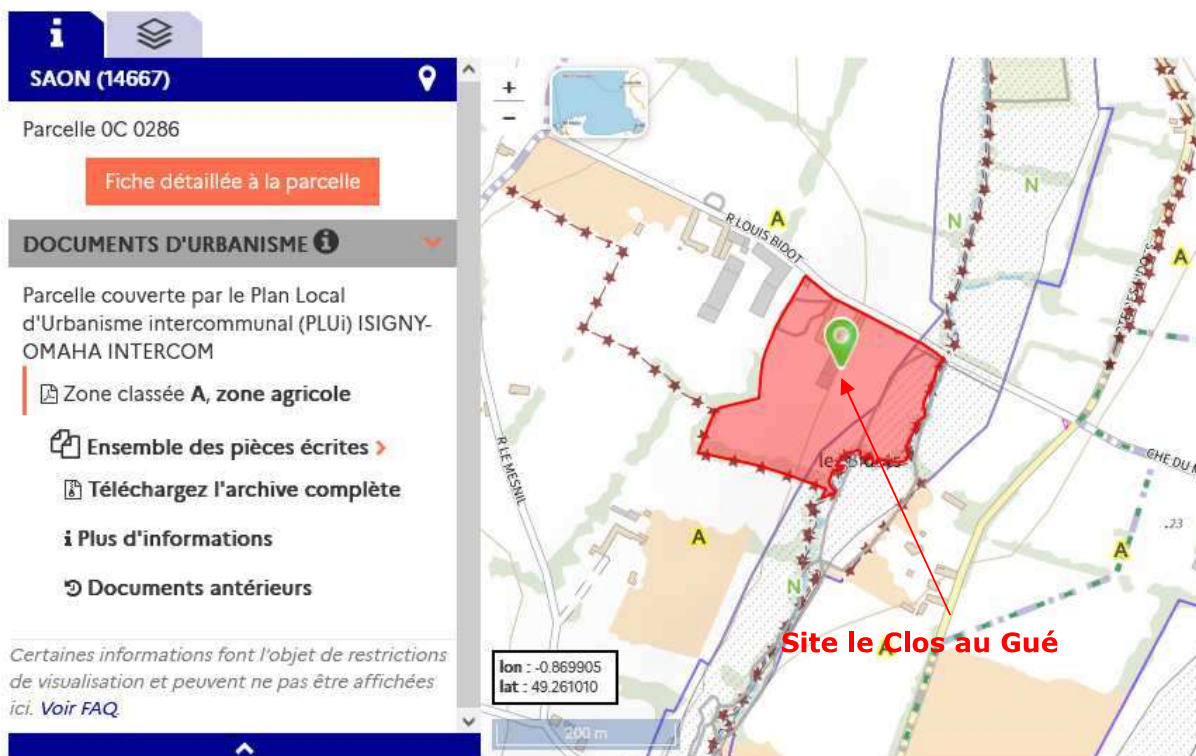 SAON (14667)
Parcelle 0C 0286
Fiche détaillée à la parcelle
DOCUMENTS D'URBANISME
Parcelle couverte par le Plan Local
d'Urbanisme intercommunal (PLUi) ISIGNY-
OMAHA INTERCOM
Zone classée A, zone agricole
Ensemble des pièces écrites >
Téléchargez l'archive complète
i Plus d'informations
Documents antérieurs
Certaines informations font l'objet de restrictions
de visualisation et peuvent ne pas être affichées
ici. Voir FAQ
+
−
R LOUIS BIDOT
A
N
N
A
R LE MESNIL
A
CHE DU M
23
A
N
Site le Clos au Gué
A
lon : -0.869905
lat : 49.261010
200 m